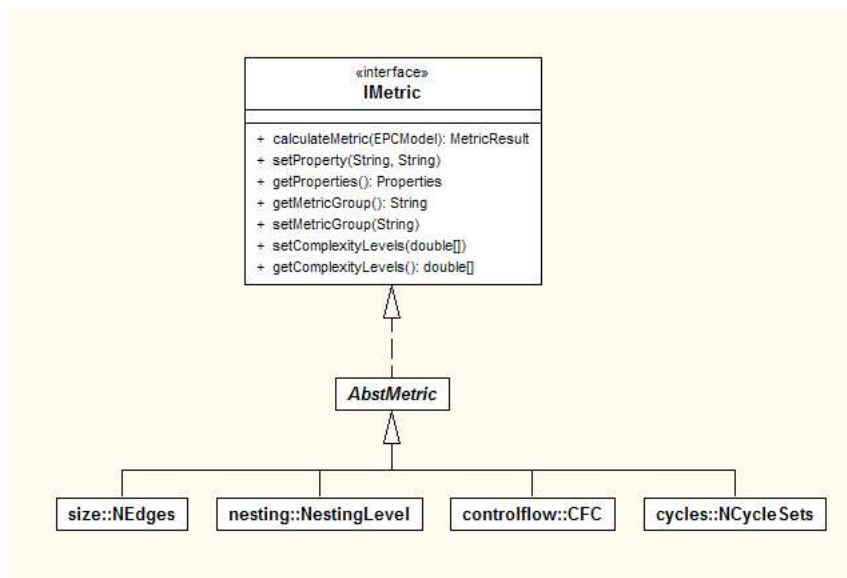 «interface»
IMetric
+ calculateMetric(EPCModel): MetricResult
+ setProperty(String, String)
+ getProperties(): Properties
+ getMetricGroup(): String
+ setMetricGroup(String)
+ setComplexityLevels(double[])
+ getComplexityLevels(): double[]
AbstMetric
size::NEdges
nesting::NestingLevel
controlflow::CFC
cycles::NCycleSets